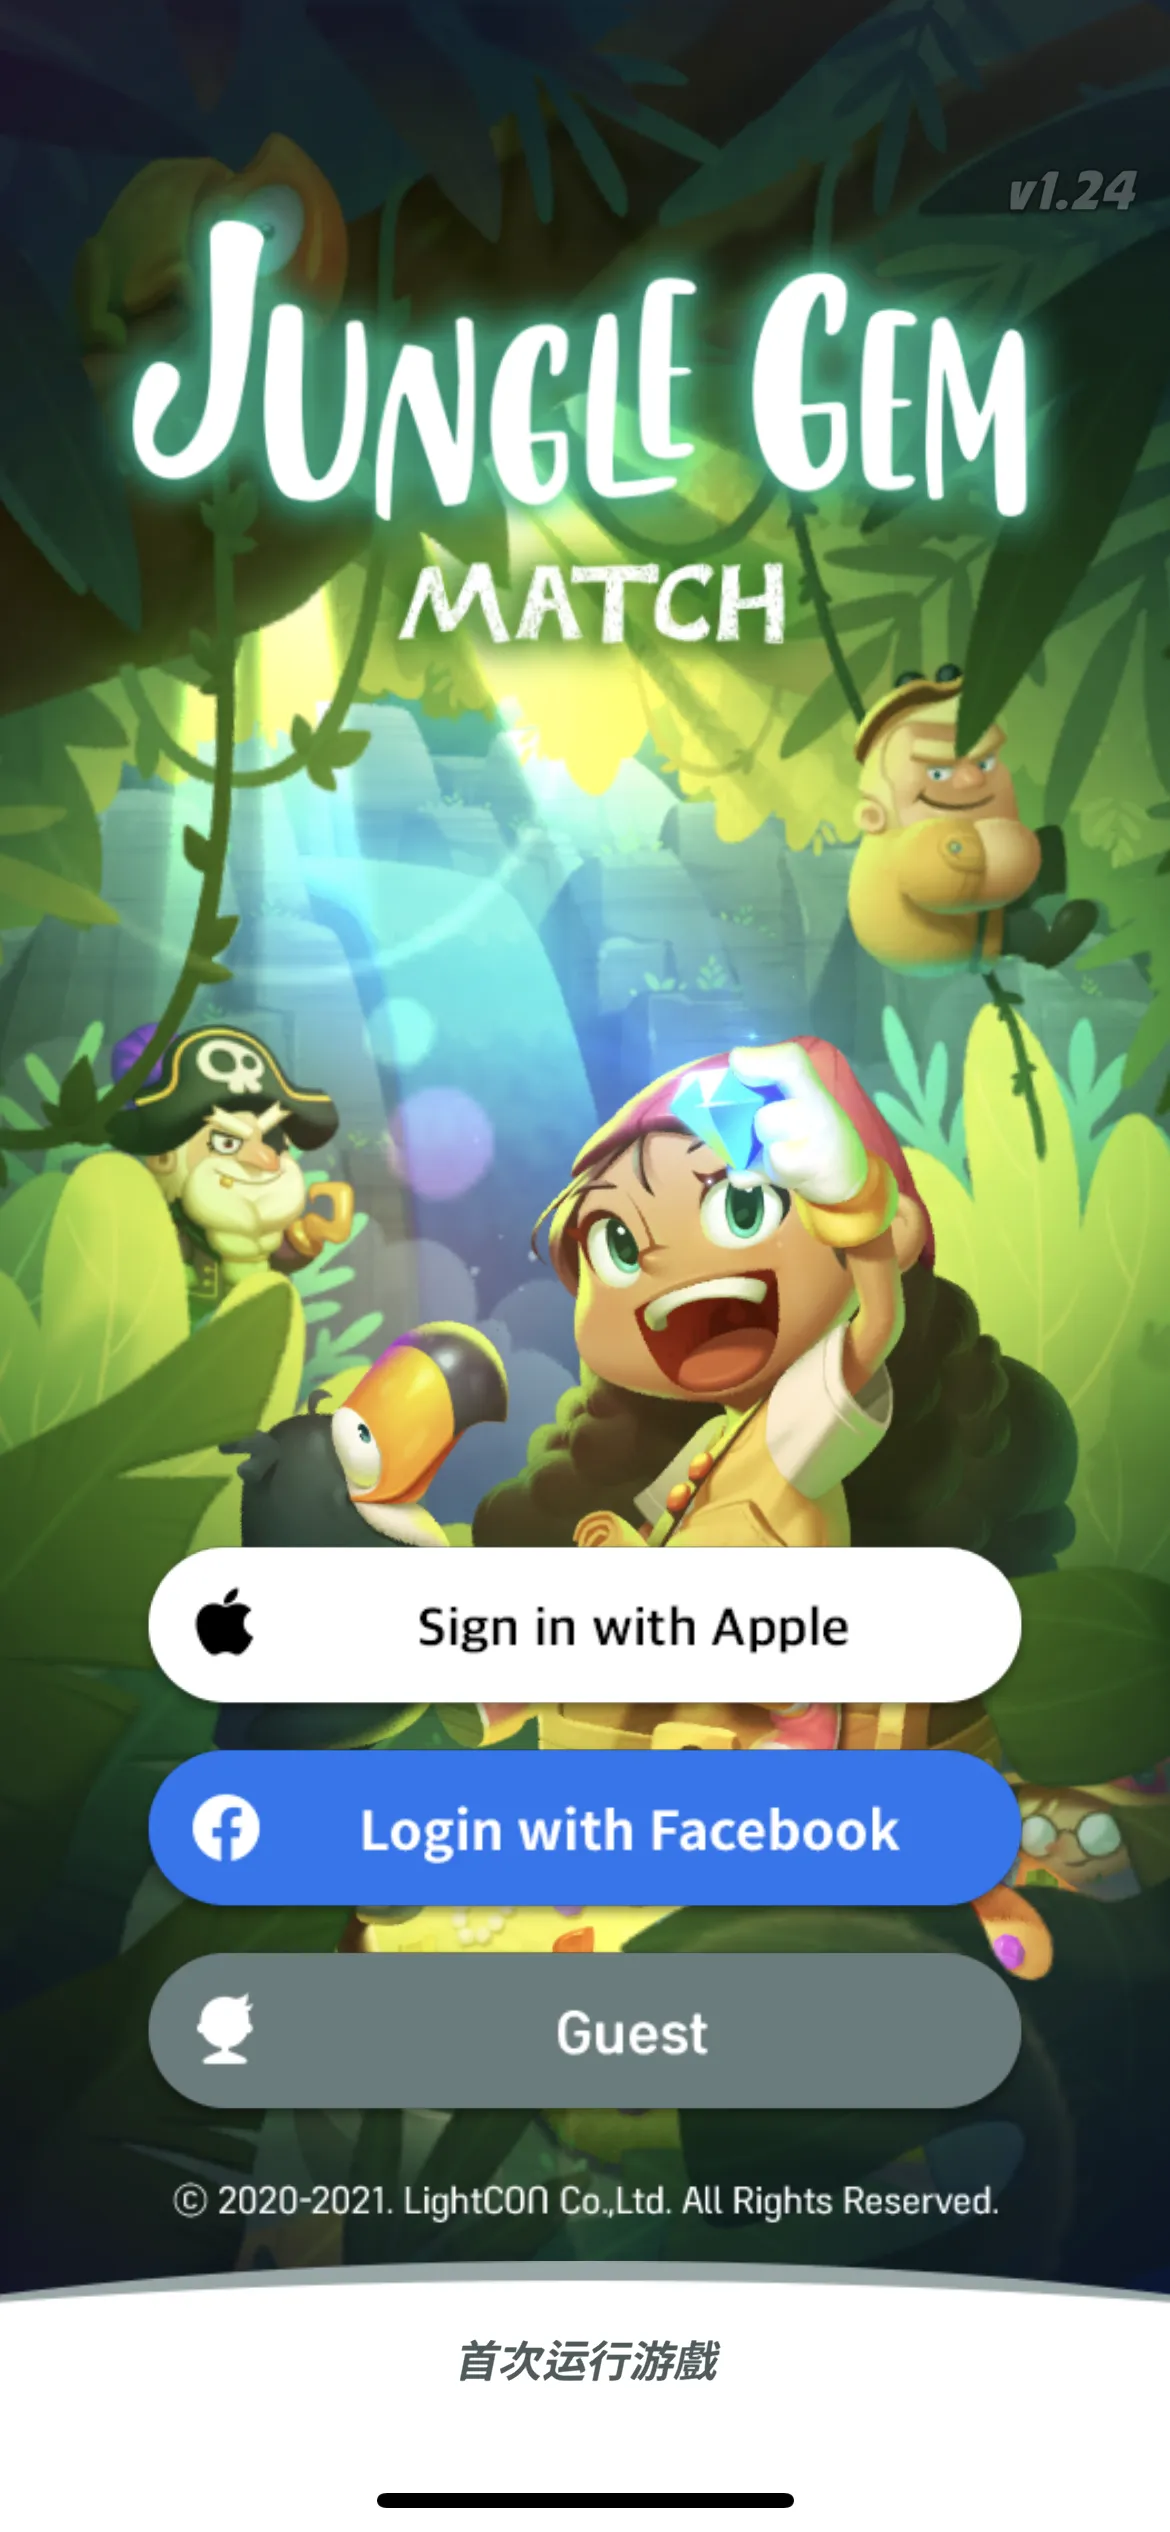 v1.24
JUNGLE GEM
MATCH
Sign in with Apple
Login with Facebook
Guest
© 2020-2021. LightCON Co.,Ltd. All Rights Reserved.
首次运行游戲